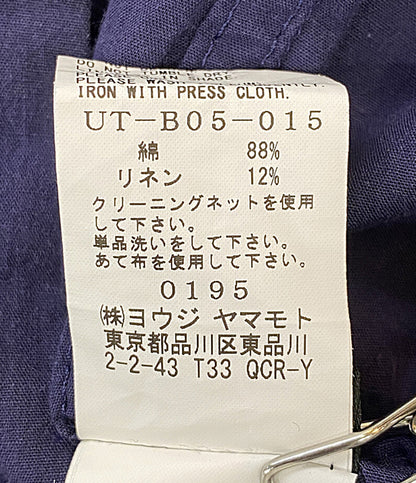 DO NOT TUMBLE DRY.
PLEASE WASH
IRON WITH PRESS CLOTH.
UT-B05-015
綿 88%
リネン 12%
クリーニングネットを使用
して下さい。
単品洗いをして下さい。
あて布を使用して下さい。
0195
㈱ヨウジ ヤマモト
東京都品川区東品川
2-2-43 T33 QCR-Y